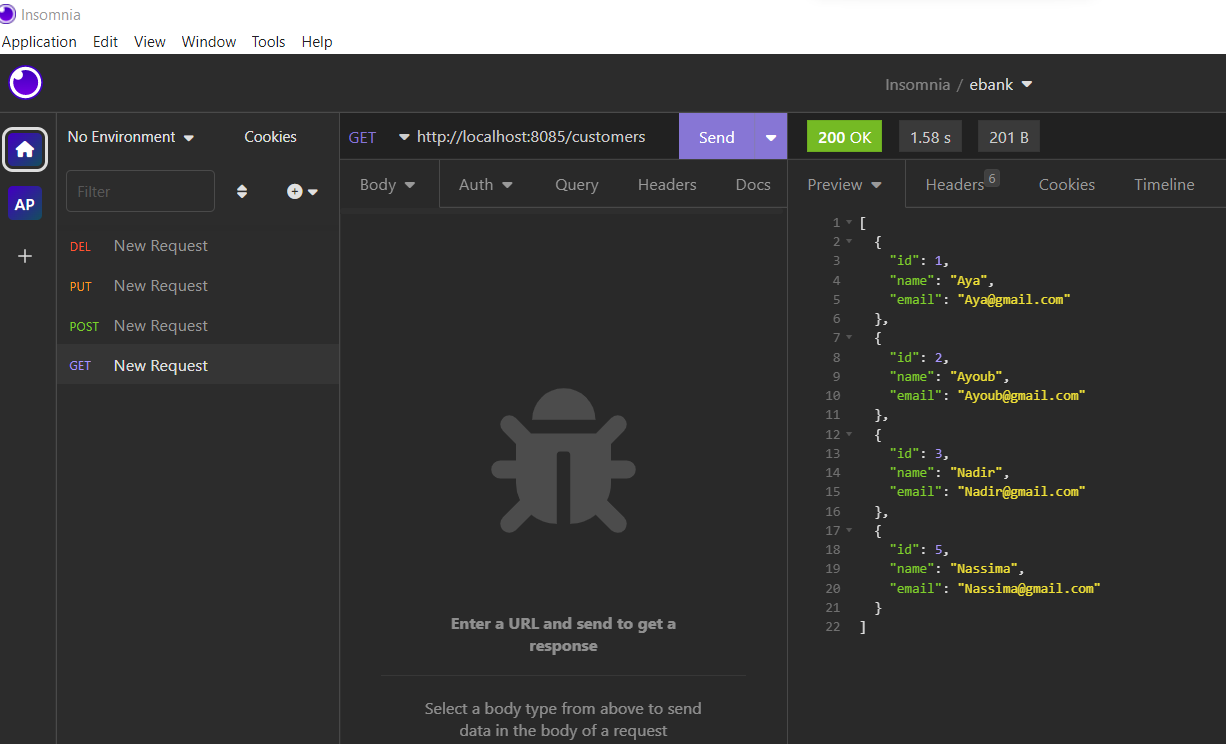 Insomnia
Application Edit View Window Tools Help
Insomnia / ebank
No Environment Cookies
GET http://localhost:8085/customers Send
200 OK 1.58 s 201 B
AP
Filter
Body Auth Query Headers Docs
Preview Headers 6 Cookies Timeline
DEL New Request
PUT New Request
POST New Request
GET New Request
Enter a URL and send to get a
response
Select a body type from above to send
data in the body of a request
1 [
2 {
3 "id": 1,
4 "name": "Aya",
5 "email": "Aya@gmail.com"
6 },
7 {
8 "id": 2,
9 "name": "Ayoub",
10 "email": "Ayoub@gmail.com"
11 },
12 {
13 "id": 3,
14 "name": "Nadir",
15 "email": "Nadir@gmail.com"
16 },
17 {
18 "id": 5,
19 "name": "Nassima",
20 "email": "Nassima@gmail.com"
21 }
22 ]